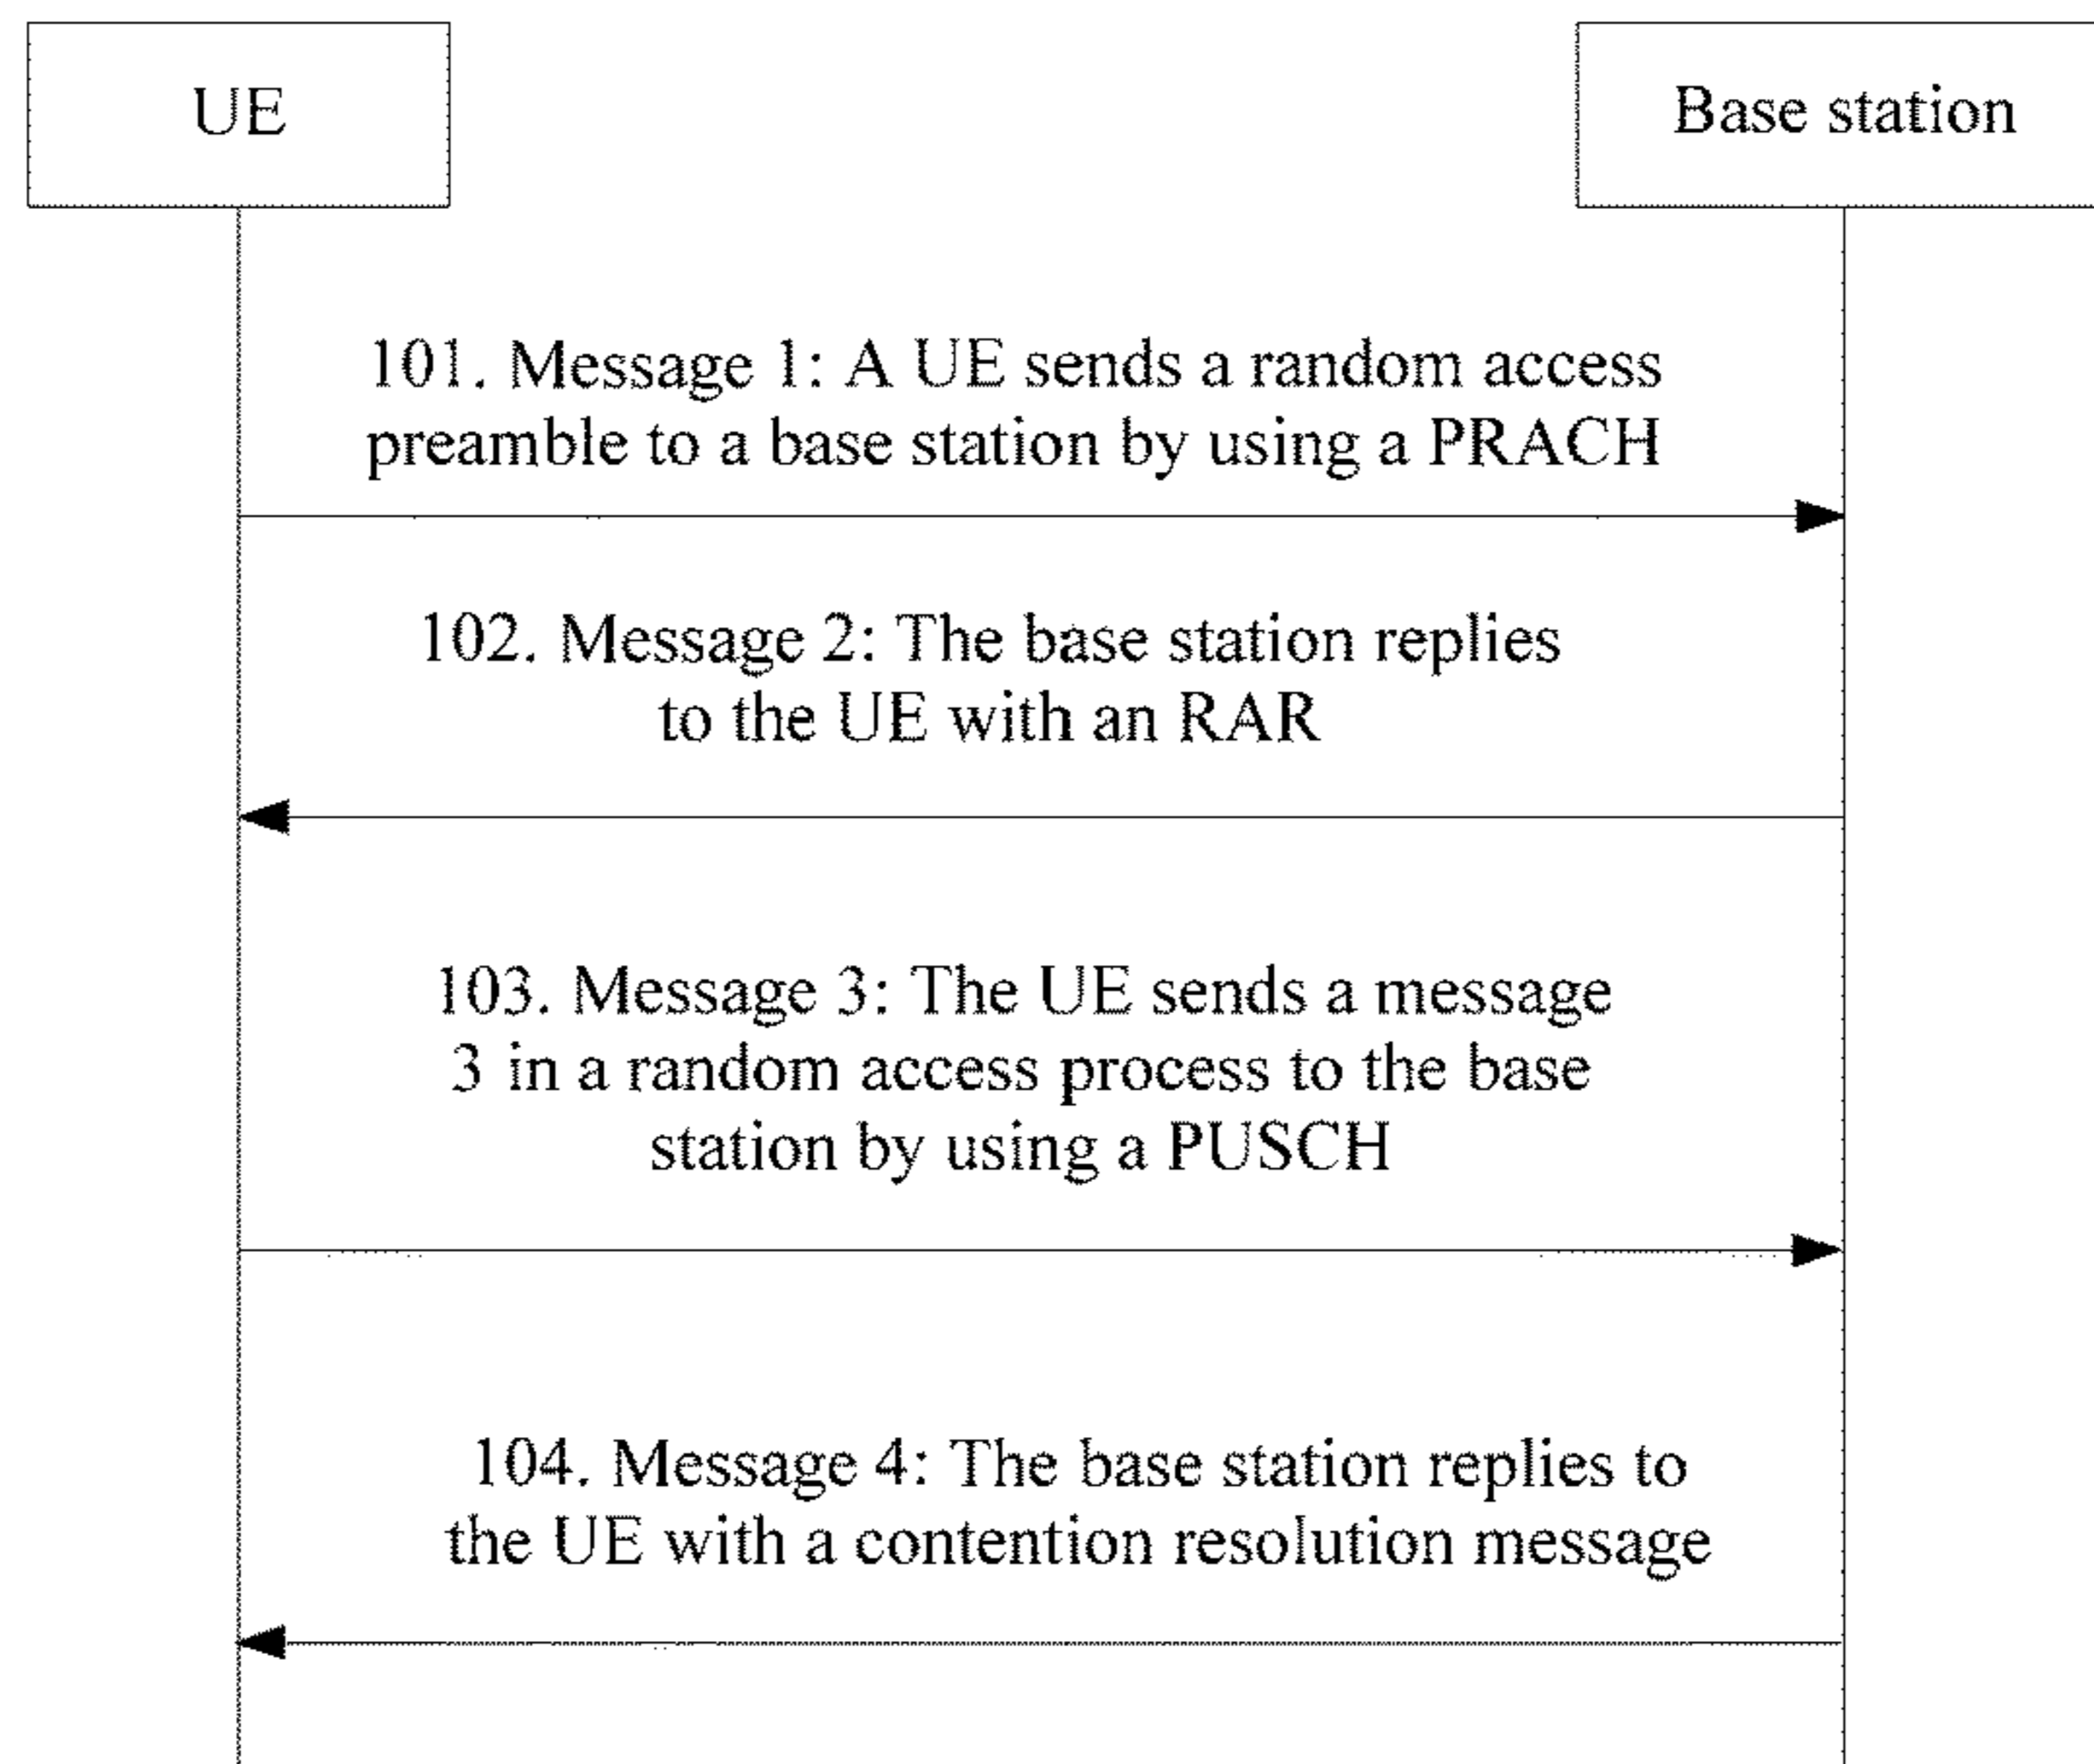 UE
Base station
101. Message 1: A UE sends a random access
preamble to a base station by using a PRACH
102. Message 2: The base station replies
to the UE with an RAR
103. Message 3: The UE sends a message
3 in a random access process to the base
station by using a PUSCH
104. Message 4: The base station replies to
the UE with a contention resolution message